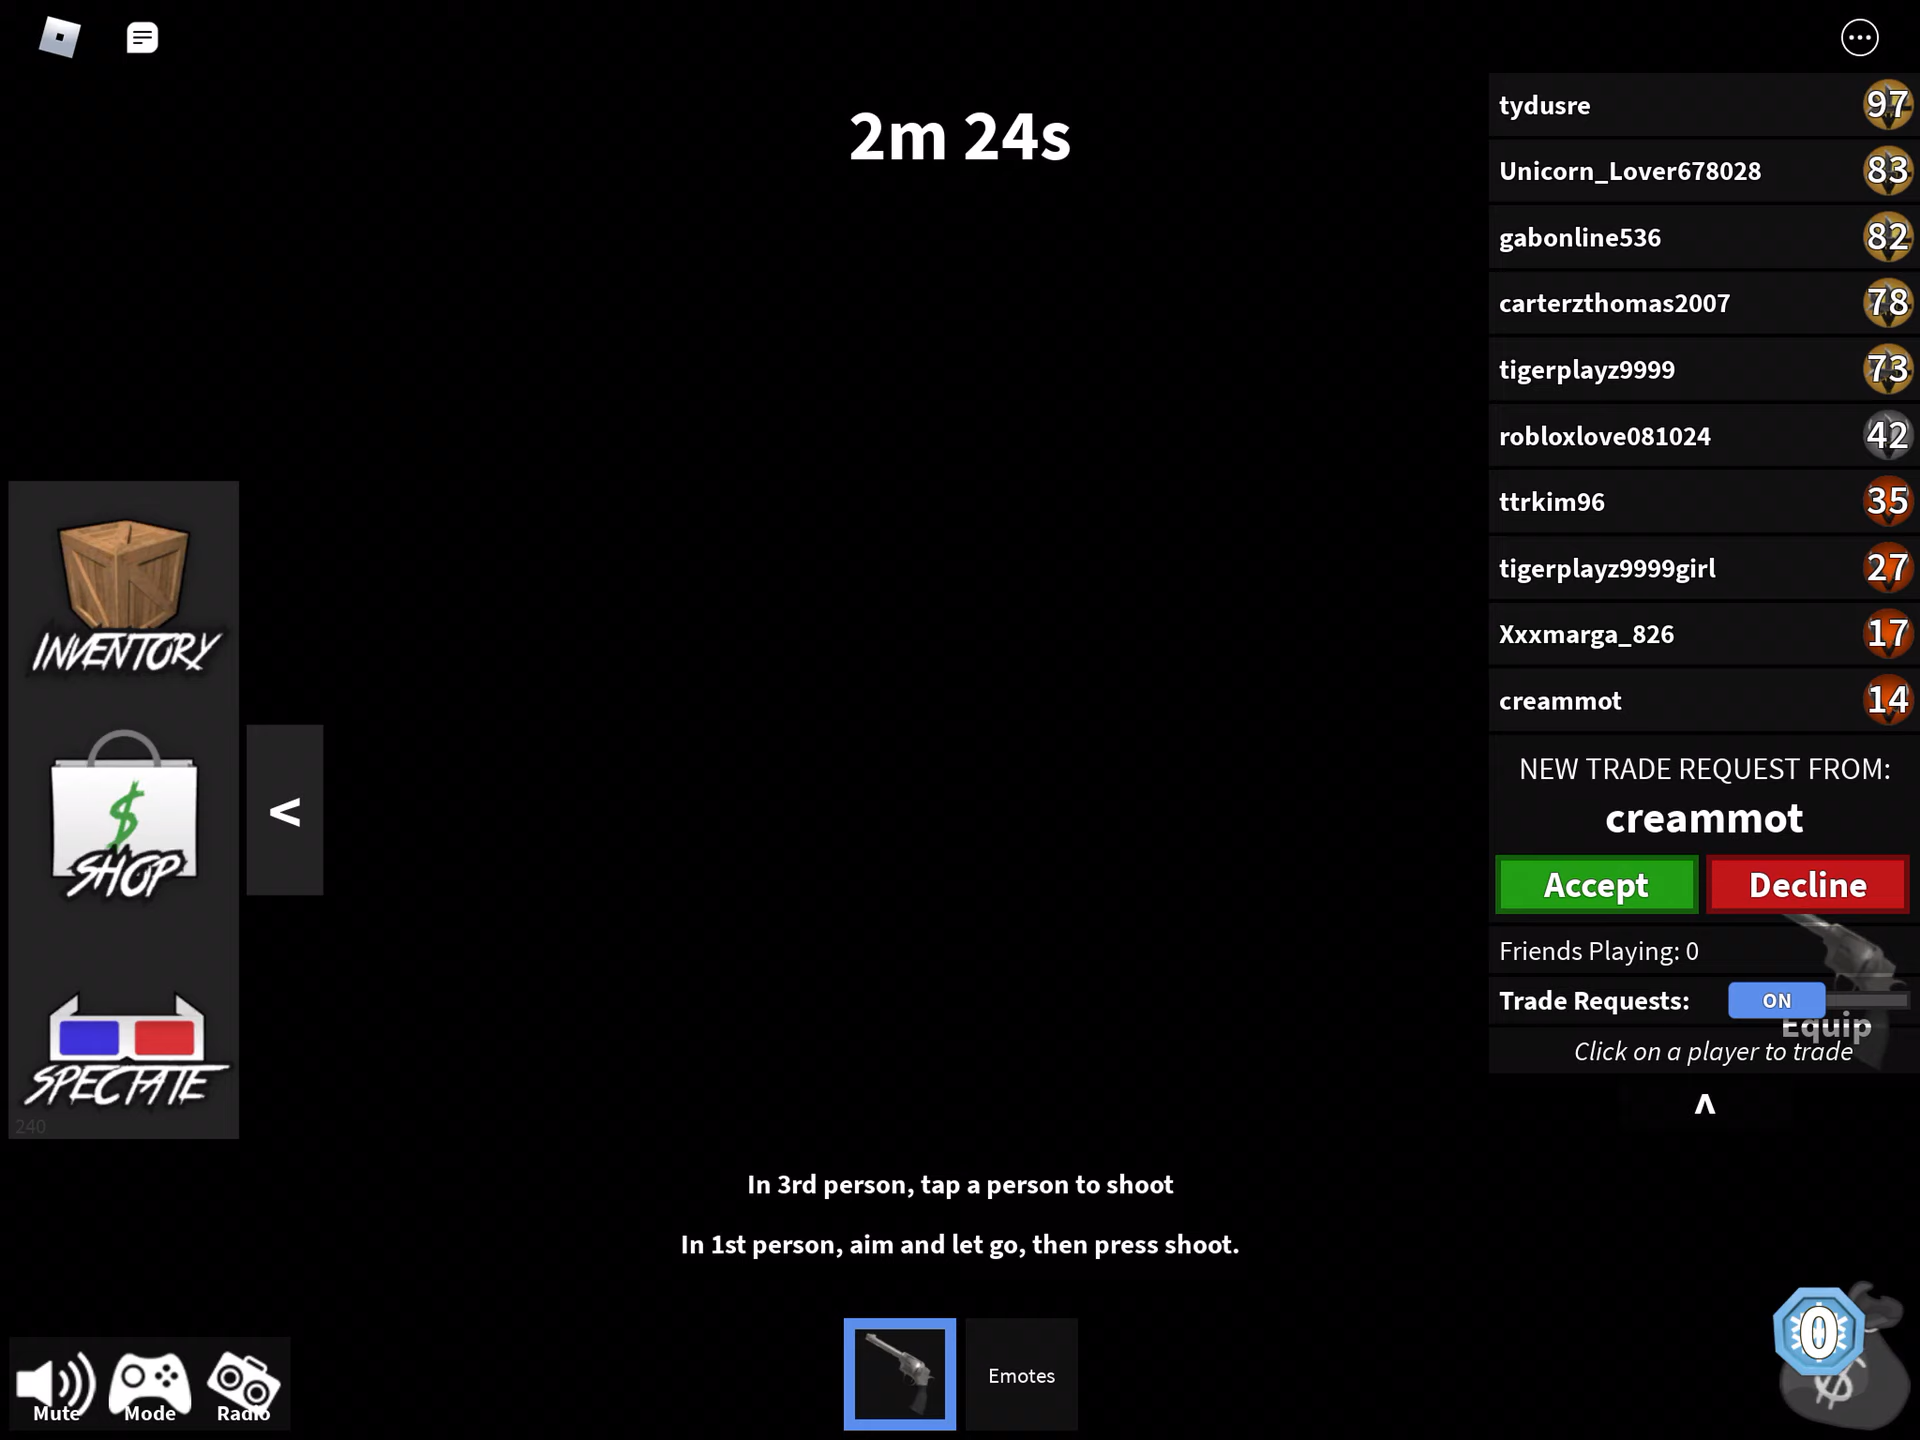 2m 24s
tydusre 97
Unicorn_Lover678028 83
gabonline536 82
carterzthomas2007 78
tigerplayz9999 73
robloxlove081024 42
ttrkim96 35
tigerplayz9999girl 27
Xxxmarga_826 17
creammot 14
NEW TRADE REQUEST FROM:
creammot
Accept Decline
Friends Playing: 0
Trade Requests: ON
Equip
Click on a player to trade
^
INVENTORY
$
SHOP
<
SPECTATE
240
In 3rd person, tap a person to shoot
In 1st person, aim and let go, then press shoot.
Mute Mode Radio
Emotes
0
$